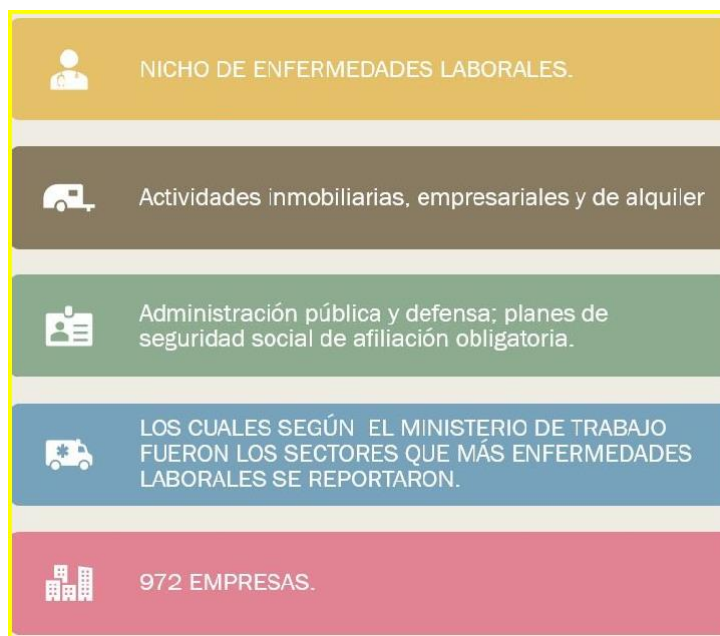 NICHO DE ENFERMEDADES LABORALES.
Actividades inmobiliarias, empresariales y de alquiler
Administración pública y defensa; planes de
seguridad social de afiliación obligatoria.
LOS CUALES SEGÚN EL MINISTERIO DE TRABAJO
FUERON LOS SECTORES QUE MÁS ENFERMEDADES
LABORALES SE REPORTARON.
972 EMPRESAS.